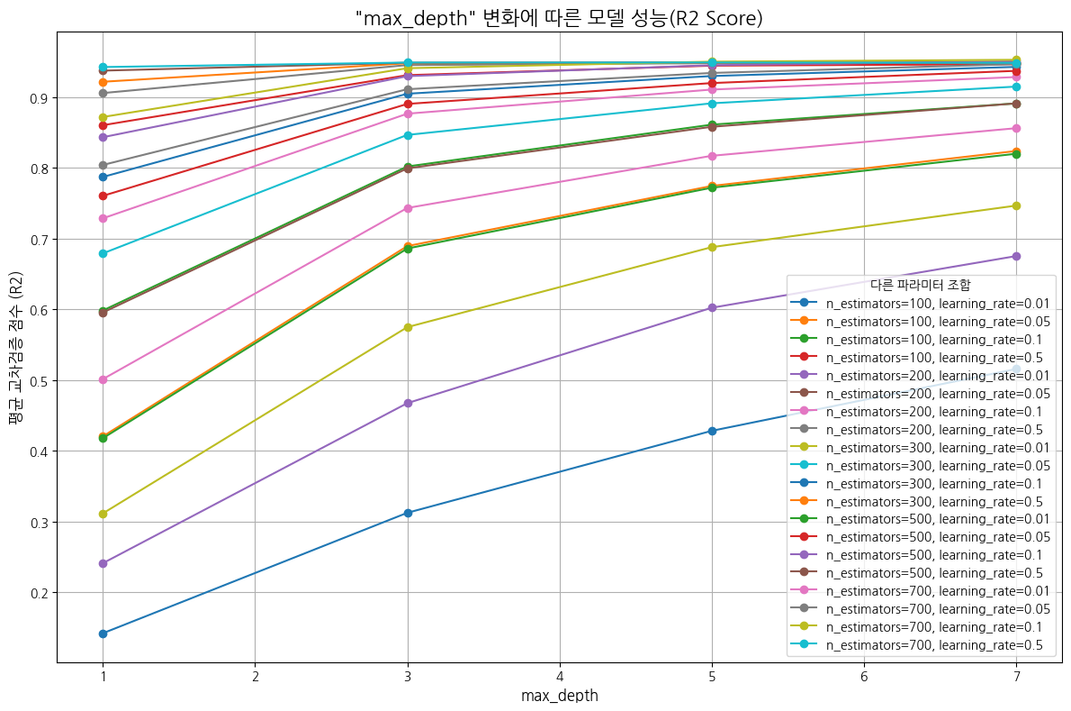 "max_depth" 변화에 따른 모델 성능(R2 Score)
평균 교차검증 점수 (R2)
0.9
0.8
0.7
0.6
0.5
0.4
0.3
0.2
다른 파라미터 조합
n_estimators=100, learning_rate=0.01
n_estimators=100, learning_rate=0.05
n_estimators=100, learning_rate=0.1
n_estimators=100, learning_rate=0.5
n_estimators=200, learning_rate=0.01
n_estimators=200, learning_rate=0.05
n_estimators=200, learning_rate=0.1
n_estimators=200, learning_rate=0.5
n_estimators=300, learning_rate=0.01
n_estimators=300, learning_rate=0.05
n_estimators=300, learning_rate=0.1
n_estimators=300, learning_rate=0.5
n_estimators=500, learning_rate=0.01
n_estimators=500, learning_rate=0.05
n_estimators=500, learning_rate=0.1
n_estimators=500, learning_rate=0.5
n_estimators=700, learning_rate=0.01
n_estimators=700, learning_rate=0.05
n_estimators=700, learning_rate=0.1
n_estimators=700, learning_rate=0.5
1 2 3 4 5 6 7
max_depth